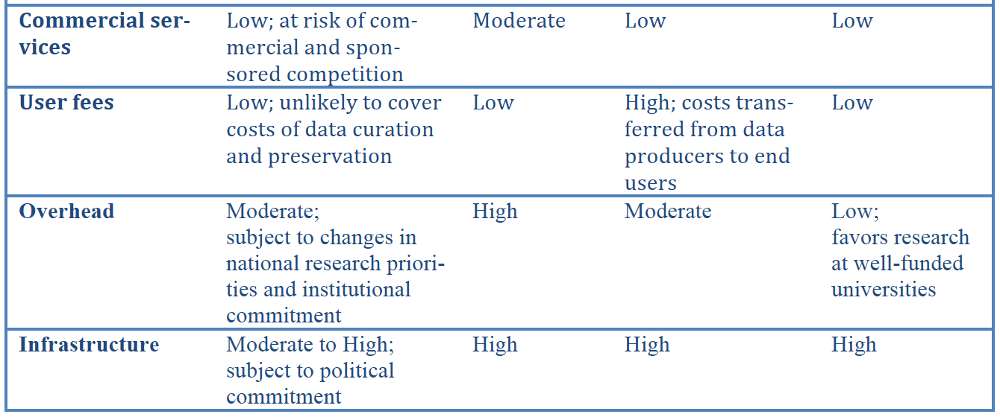 Commercial ser-
vices
Low; at risk of com-
mercial and spon-
sored competition
Moderate
Low
Low
User fees
Low; unlikely to cover
costs of data curation
and preservation
Low
High; costs trans-
ferred from data
producers to end
users
Low
Overhead
Moderate;
subject to changes in
national research priori-
ties and institutional
commitment
High
Moderate
Low;
favors research
at well-funded
universities
Infrastructure
Moderate to High;
subject to political
commitment
High
High
High